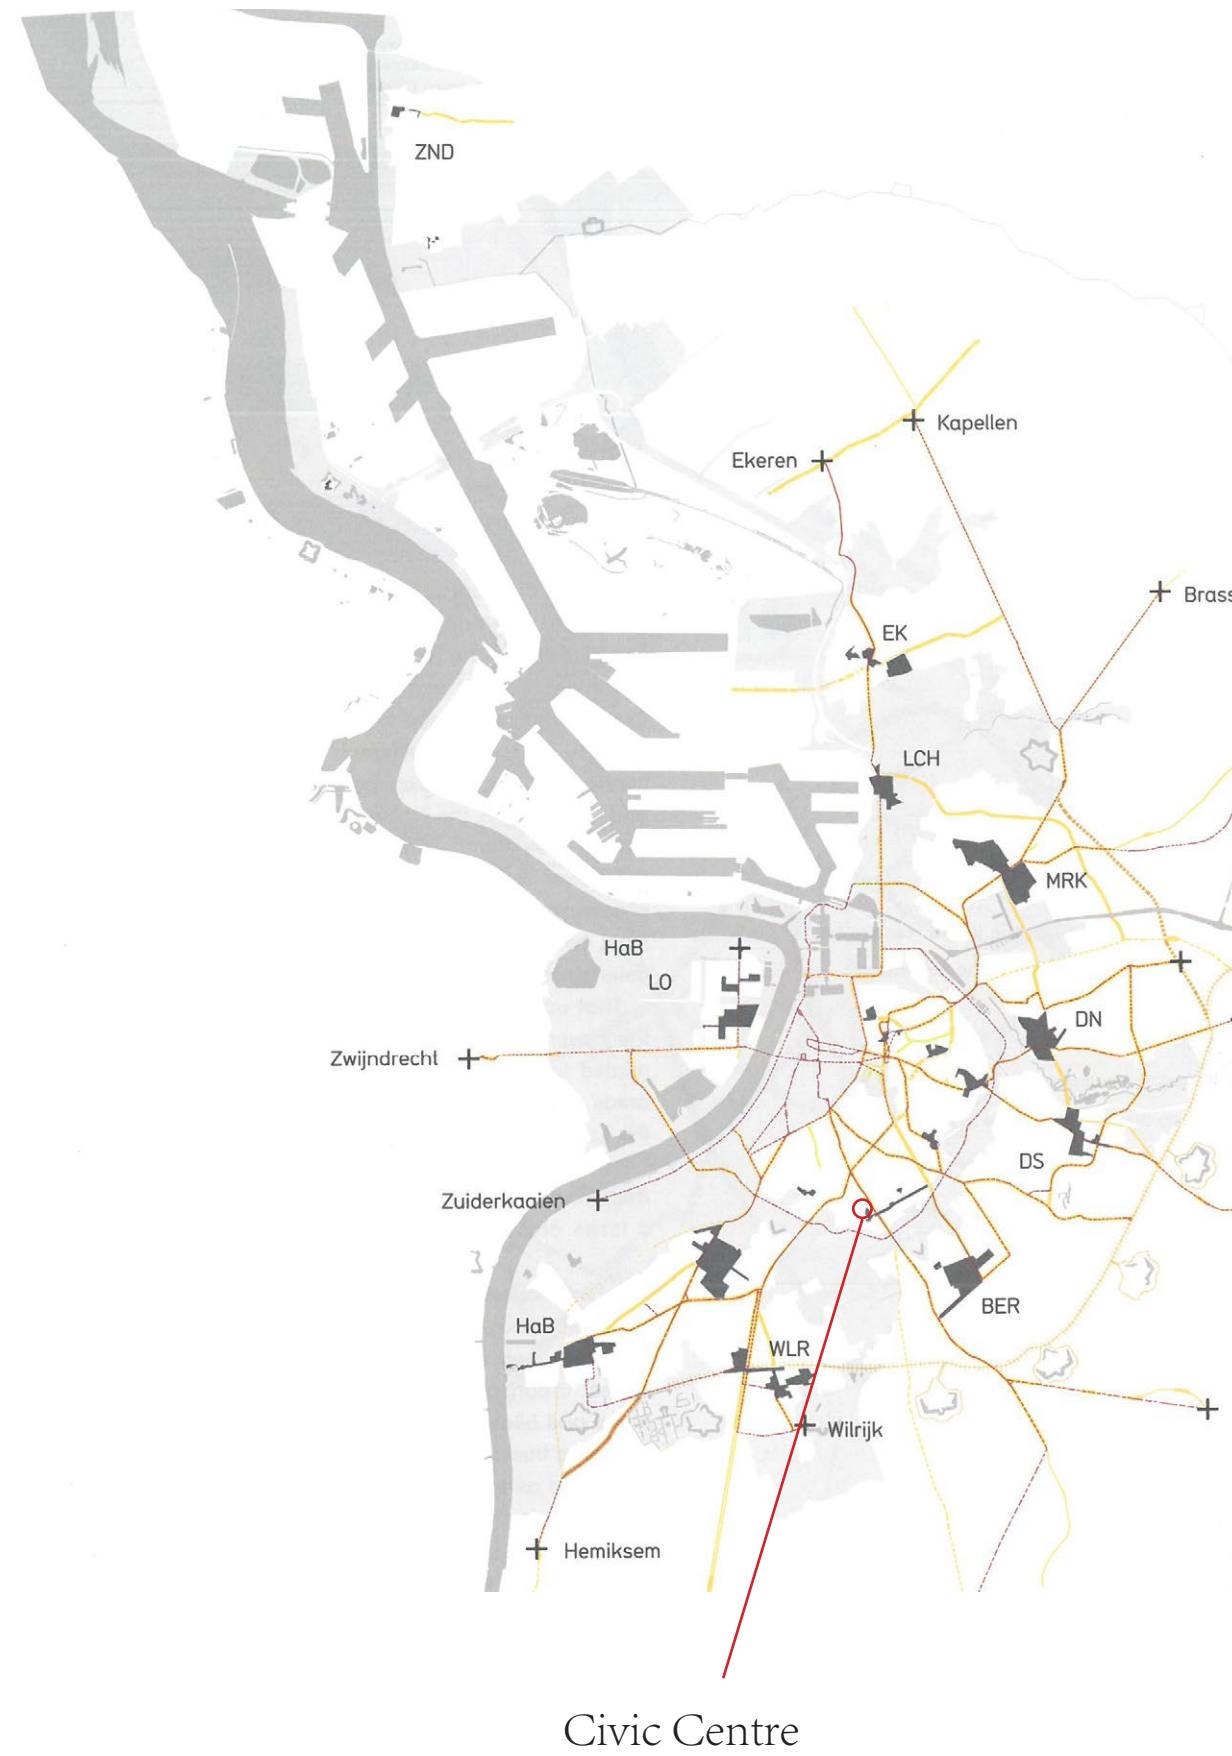 ZND
Kapellen
Ekeren
Brass
EK
LCH
MRK
HaB
LO
DN
Zwijndrecht
DS
Zuiderkaaien
BER
HaB
WLR
Wilrijk
Hemiksem
Civic Centre